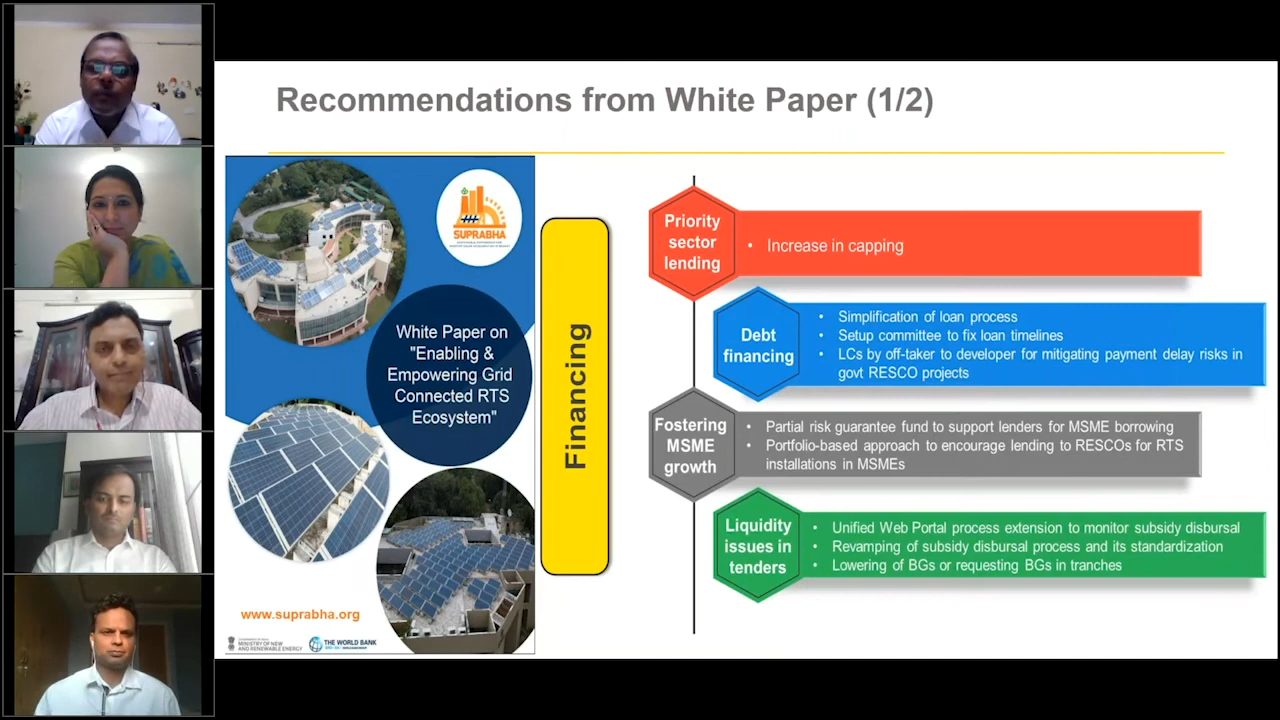 Recommendations from White Paper (1/2)
SUPRABHA
White Paper on
"Enabling &
Empowering Grid
Connected RTS
Ecosystem"
www.suprabha.org
MINISTRY OF NEW
AND RENEWABLE ENERGY
THE WORLD BANK
Financing
Priority
sector
lending
• Increase in capping
Debt
financing
• Simplification of loan process
• Setup committee to fix loan timelines
• LCs by off-taker to developer for mitigating payment delay risks in
govt RESCO projects
Fostering
MSME
growth
• Partial risk guarantee fund to support lenders for MSME borrowing
• Portfolio-based approach to encourage lending to RESCOs for RTS
installations in MSMEs
Liquidity
issues in
tenders
• Unified Web Portal process extension to monitor subsidy disbursal
• Revamping of subsidy disbursal process and its standardization
• Lowering of BGs or requesting BGs in tranches